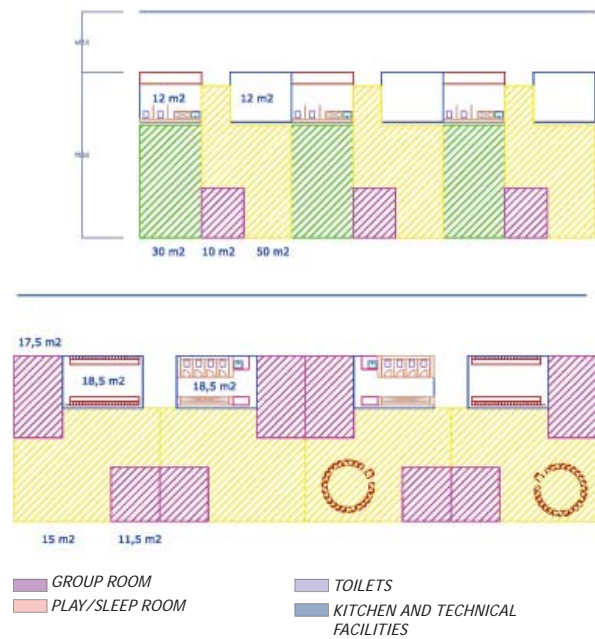 12 m2 12 m2
30 m2 10 m2 50 m2
17,5 m2
18,5 m2 18,5 m2
15 m2 11,5 m2
GROUP ROOM
PLAY/SLEEP ROOM
TOILETS
KITCHEN AND TECHNICAL
FACILITIES